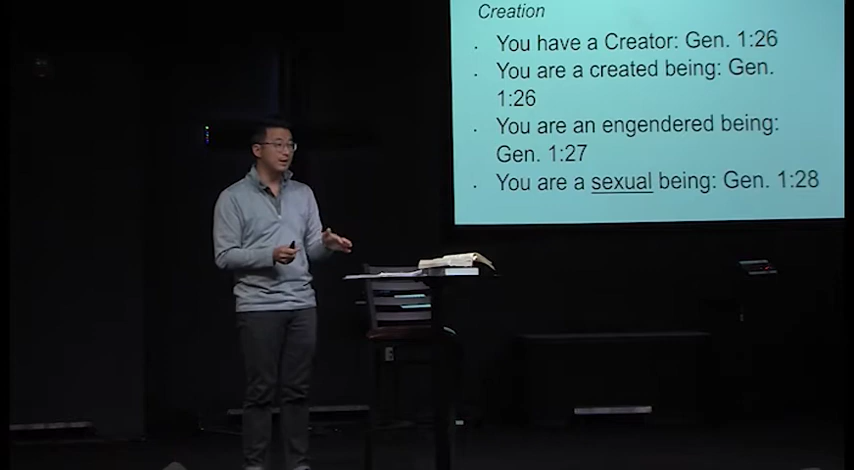 Creation
· You have a Creator: Gen. 1:26
· You are a created being: Gen.
1:26
· You are an engendered being:
Gen. 1:27
· You are a sexual being: Gen. 1:28